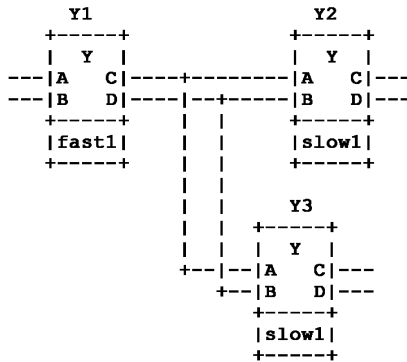 Y1 Y2
+-----+ +-----+
| Y | | Y |
---|A C|----+--------|A C|---
---|B D|----|--+-----|B D|---
+-----+ | | +-----+
|fast1| | | |slow1|
+-----+ | | +-----+
| |
| | Y3
| | +-----+
| | | Y |
+--|--|A C|---
+--|B D|---
+-----+
|slow1|
+-----+